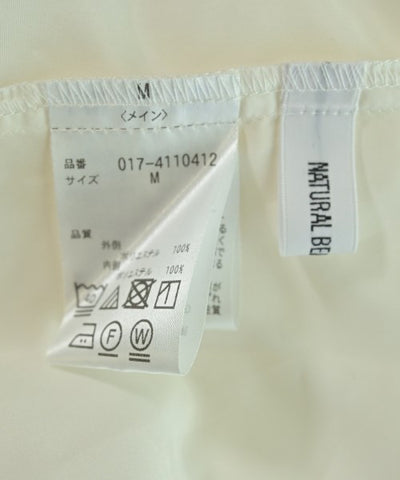 M
〈メイン〉
品番 017-4110412
サイズ M
品質
外側
ポリエステル 100%
内側
ポリエステル 100%
40
F W
NATURAL BE